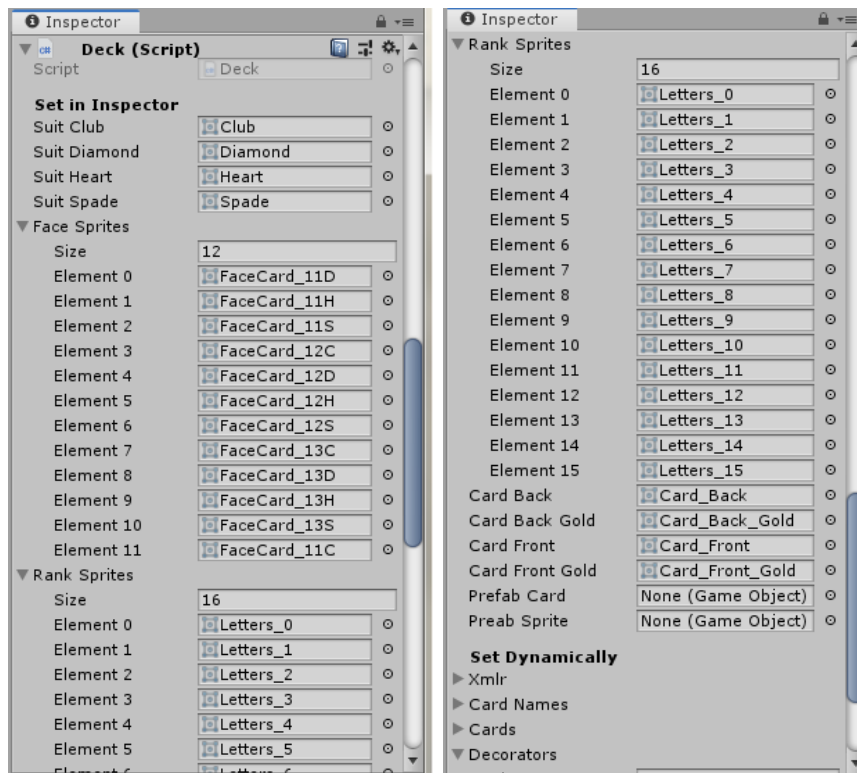 Inspector
Deck (Script)
Script Deck
Set in Inspector
Suit Club Club
Suit Diamond Diamond
Suit Heart Heart
Suit Spade Spade
Face Sprites
Size 12
Element 0 FaceCard_11D
Element 1 FaceCard_11H
Element 2 FaceCard_11S
Element 3 FaceCard_12C
Element 4 FaceCard_12D
Element 5 FaceCard_12H
Element 6 FaceCard_12S
Element 7 FaceCard_13C
Element 8 FaceCard_13D
Element 9 FaceCard_13H
Element 10 FaceCard_13S
Element 11 FaceCard_11C
Rank Sprites
Size 16
Element 0 Letters_0
Element 1 Letters_1
Element 2 Letters_2
Element 3 Letters_3
Element 4 Letters_4
Element 5 Letters_5
Element 6 Letters_6
Inspector
Rank Sprites
Size 16
Element 0 Letters_0
Element 1 Letters_1
Element 2 Letters_2
Element 3 Letters_3
Element 4 Letters_4
Element 5 Letters_5
Element 6 Letters_6
Element 7 Letters_7
Element 8 Letters_8
Element 9 Letters_9
Element 10 Letters_10
Element 11 Letters_11
Element 12 Letters_12
Element 13 Letters_13
Element 14 Letters_14
Element 15 Letters_15
Card Back Card_Back
Card Back Gold Card_Back_Gold
Card Front Card_Front
Card Front Gold Card_Front_Gold
Prefab Card None (Game Object)
Preab Sprite None (Game Object)
Set Dynamically
Xmlr
Card Names
Cards
Decorators